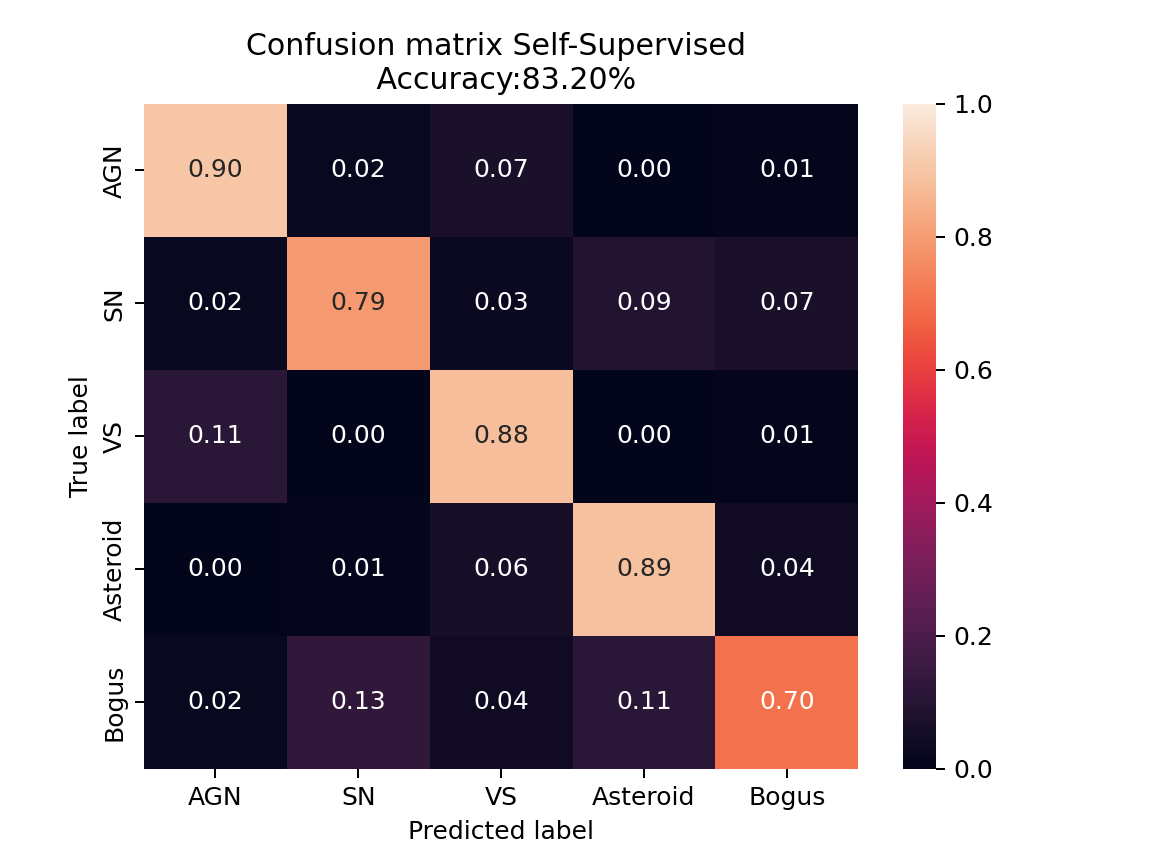 Confusion matrix Self-Supervised
Accuracy:83.20%
True label
AGN 0.90 0.02 0.07 0.00 0.01
SN 0.02 0.79 0.03 0.09 0.07
VS 0.11 0.00 0.88 0.00 0.01
Asteroid 0.00 0.01 0.06 0.89 0.04
Bogus 0.02 0.13 0.04 0.11 0.70
AGN SN VS Asteroid Bogus
Predicted label
1.0
0.8
0.6
0.4
0.2
0.0